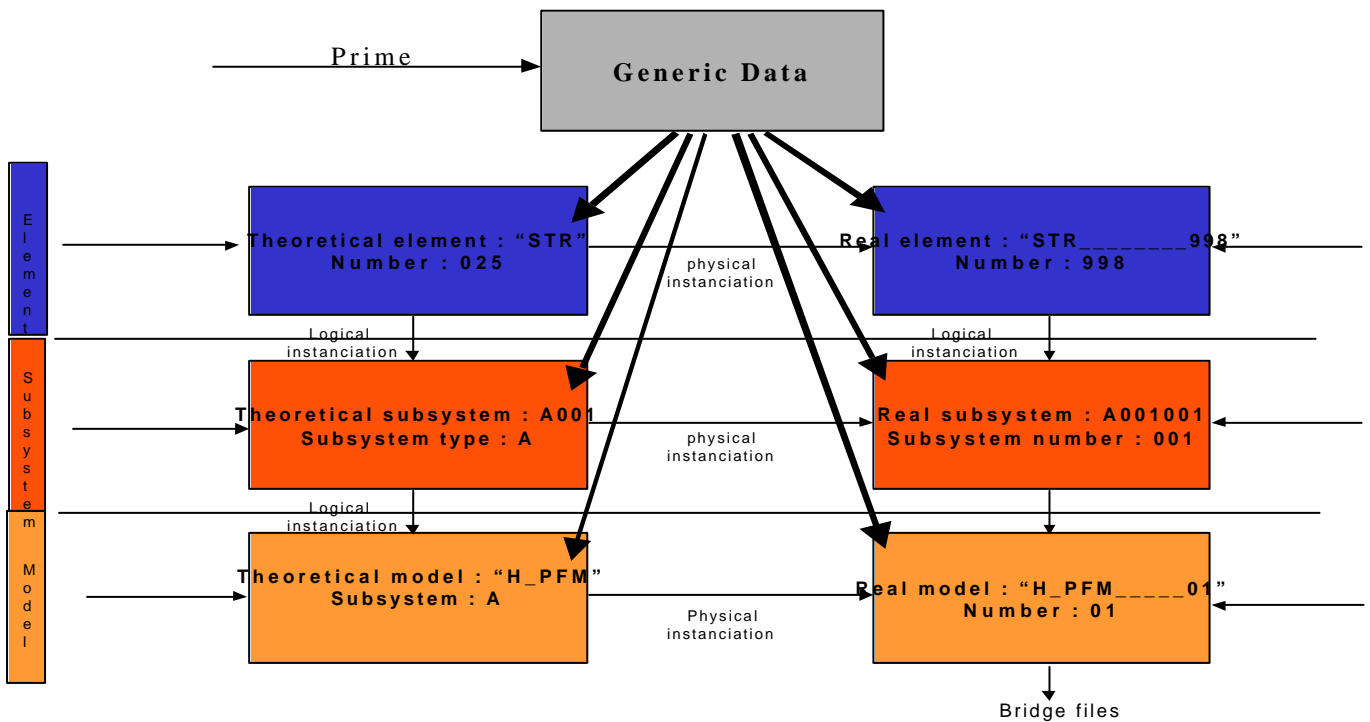 Prime
Generic Data
Element
Theoretical element : “STR”
Number : 025
physical
instanciation
Real element : “STR________998”
Number : 998
Logical
instanciation
Logical
instanciation
Subsystem
Theoretical subsystem : A001
Subsystem type : A
physical
instanciation
Real subsystem : A001001
Subsystem number : 001
Logical
instanciation
Model
Theoretical model : “H_PFM”
Subsystem : A
Physical
instanciation
Real model : “H_PFM_____01”
Number : 01
Bridge files